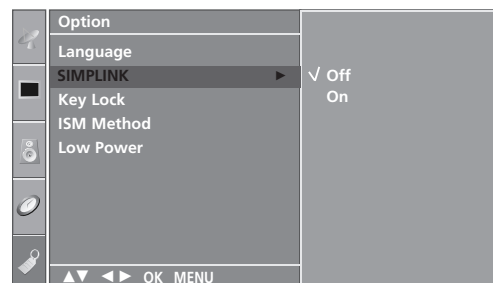 Option
Language
SIMPLINK ► √ Off
Key Lock On
ISM Method
Low Power
▲▼ ◄► OK MENU